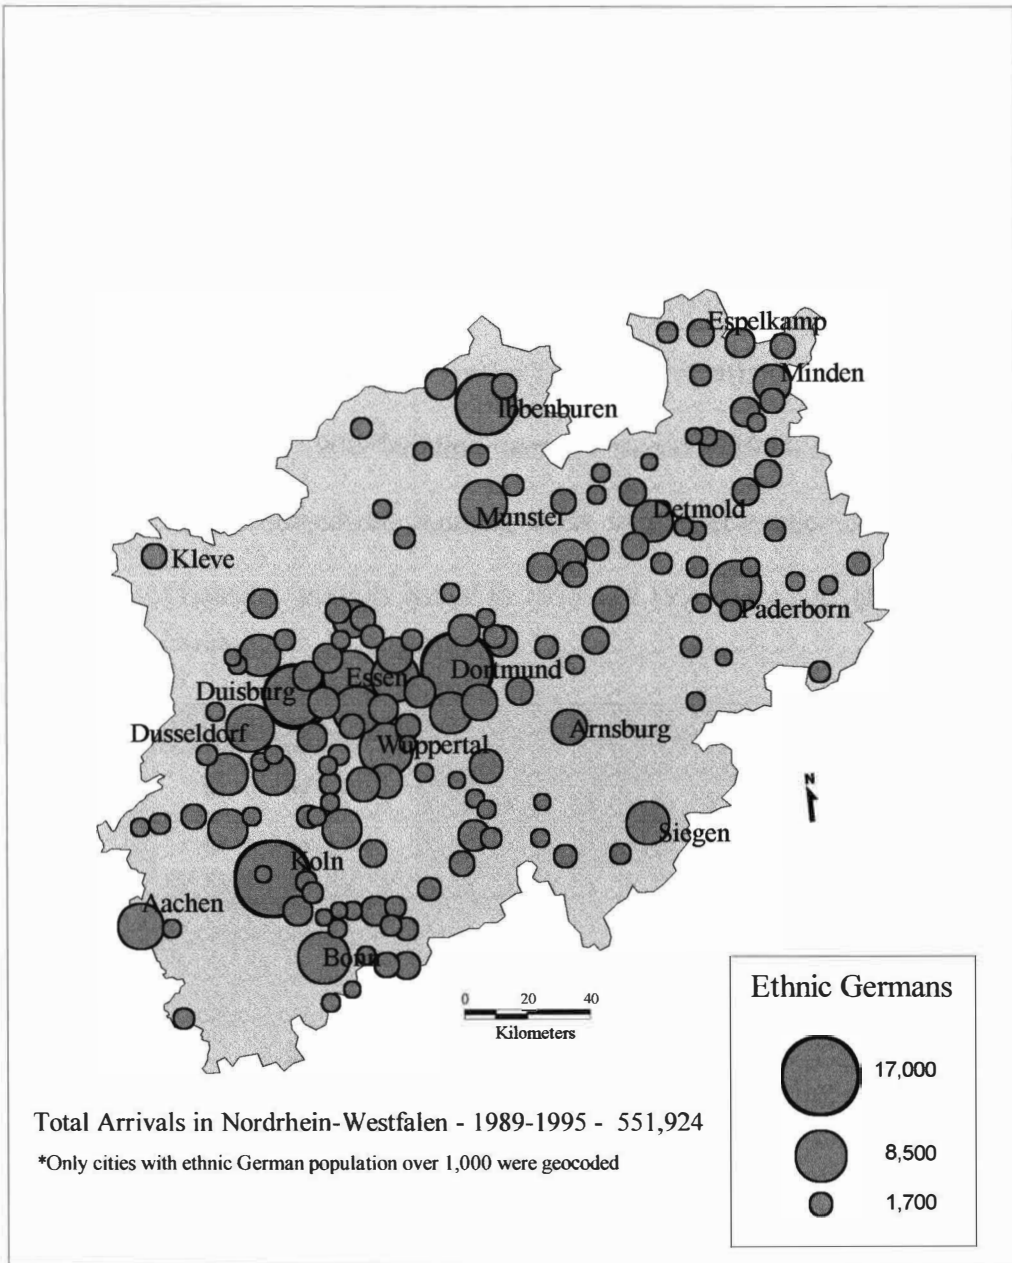 Espelkamp
Minden
Ibbenburen
Munster
Detmold
Kleve
Paderborn
Dortmund
Essen
Duisburg
Arnsburg
Dusseldorf
Wuppertal
Siegen
Koln
Aachen
Bonn
N
0 20 40
Kilometers
Ethnic Germans
17,000
8,500
1,700
Total Arrivals in Nordrhein-Westfalen - 1989-1995 - 551,924
*Only cities with ethnic German population over 1,000 were geocoded